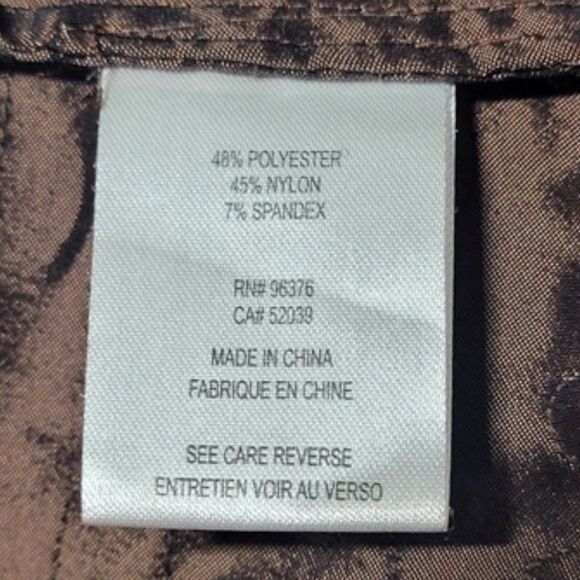 48% POLYESTER
45% NYLON
7% SPANDEX
RN# 96376
CA# 52039
MADE IN CHINA
FABRIQUE EN CHINE
SEE CARE REVERSE
ENTRETIEN VOIR AU VERSO